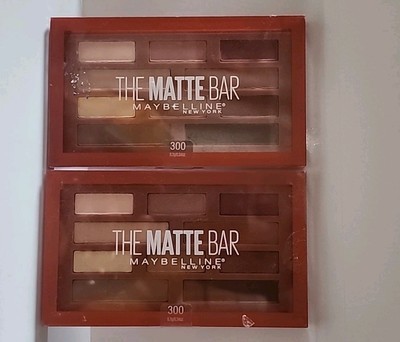 THE MATTE BAR
MAYBELLINE®
NEW YORK
300
THE MATTE BAR
MAYBELLINE®
NEW YORK
300